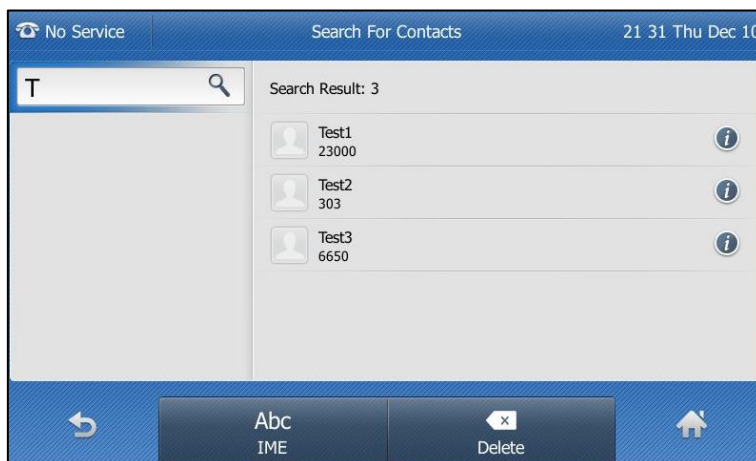 No Service
Search For Contacts
21 31 Thu Dec 10
T
Search Result: 3
Test1
23000
Test2
303
Test3
6650
Abc
IME
Delete